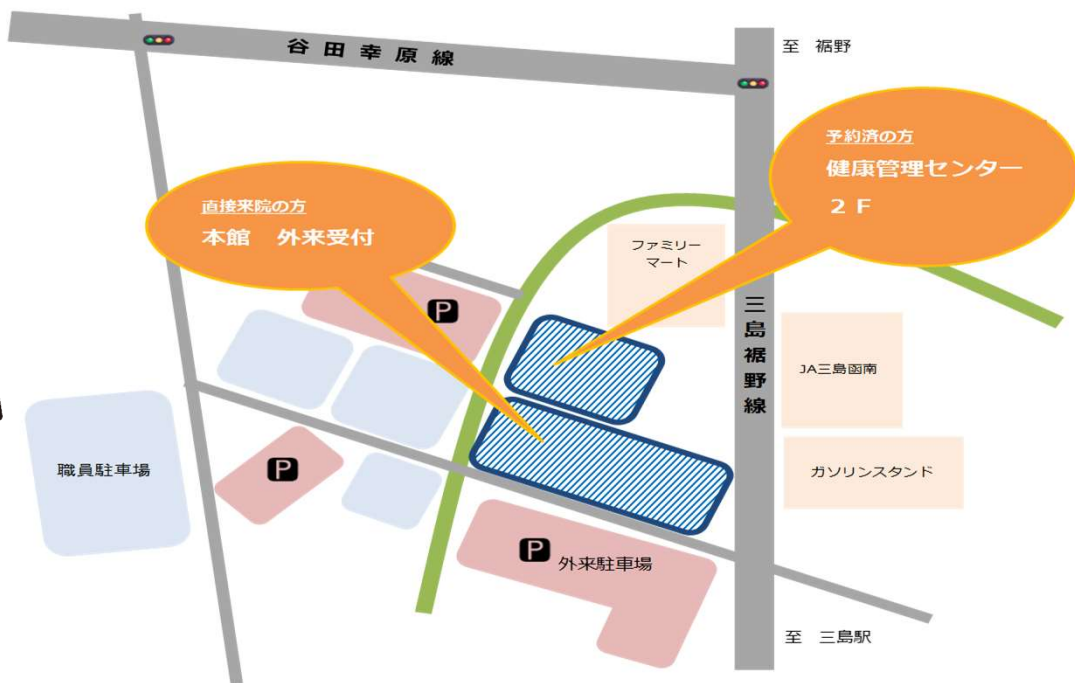 谷田幸原線
至 裾野
予約済の方
健康管理センター
２Ｆ
直接来院の方
本館　外来受付
ファミリー
マート
P
三島裾野線
JA三島函南
職員駐車場
P
ガソリンスタンド
P
外来駐車場
至 三島駅